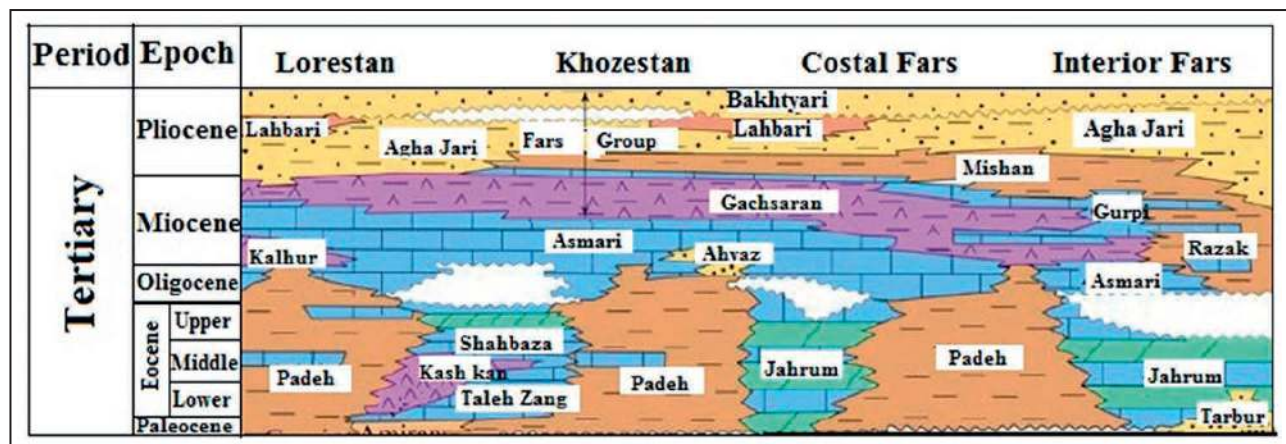 Period Epoch Lorestan Khozestan Costal Fars Interior Fars
Tertiary
Pliocene
Miocene
Oligocene
Eocene
Upper
Middle
Lower
Paleocene
Bakhtyari
Lahbari
Agha Jari
Fars Group
Lahbari
Agha Jari
Mishan
Gachsaran
Gurpi
Asmari
Kalhur
Ahvaz
Razak
Asmari
Shahbaza
Kash kan
Taleh Zang
Padeh
Padeh
Jahrum
Padeh
Jahrum
Tarbur